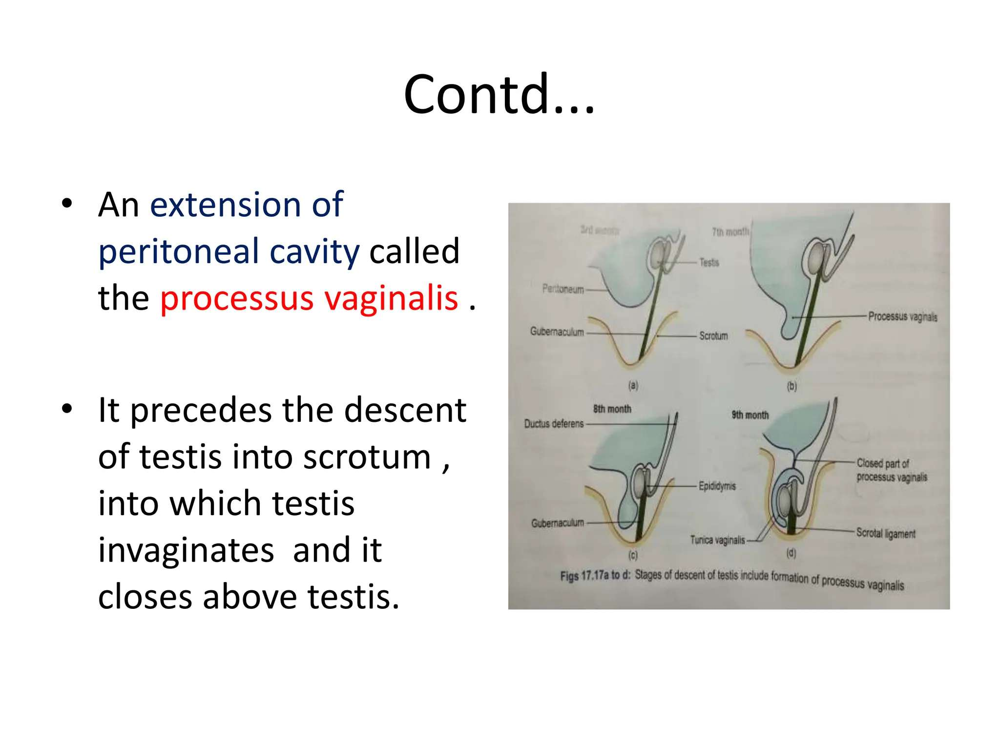 Contd...
• An extension of
peritoneal cavity called
the processus vaginalis .
• It precedes the descent
of testis into scrotum ,
into which testis
invaginates  and it
closes above testis.
3rd month
7th month
Testis
Peritoneum
Processus vaginalis
Gubernaculum
Scrotum
(a)
(b)
8th month
9th month
Ductus deferens
Closed part of
processus vaginalis
Epididymis
Gubernaculum
Scrotal ligament
Tunica vaginalis
(c)
(d)
Figs 17.17a to d: Stages of descent of testis include formation of processus vaginalis